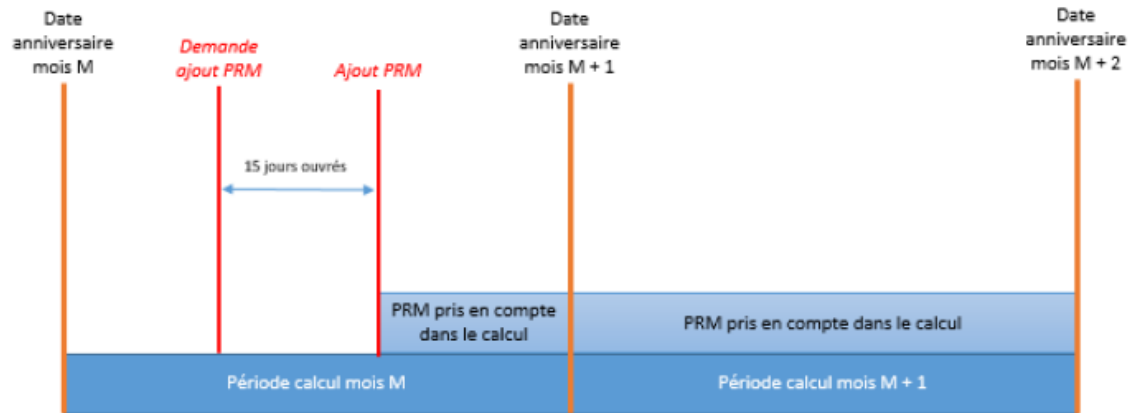 Date
anniversaire
mois M
Demande
ajout PRM
Ajout PRM
Date
anniversaire
mois M + 1
Date
anniversaire
mois M + 2
15 jours ouvrés
PRM pris en compte
dans le calcul
PRM pris en compte dans le calcul
Période calcul mois M
Période calcul mois M + 1